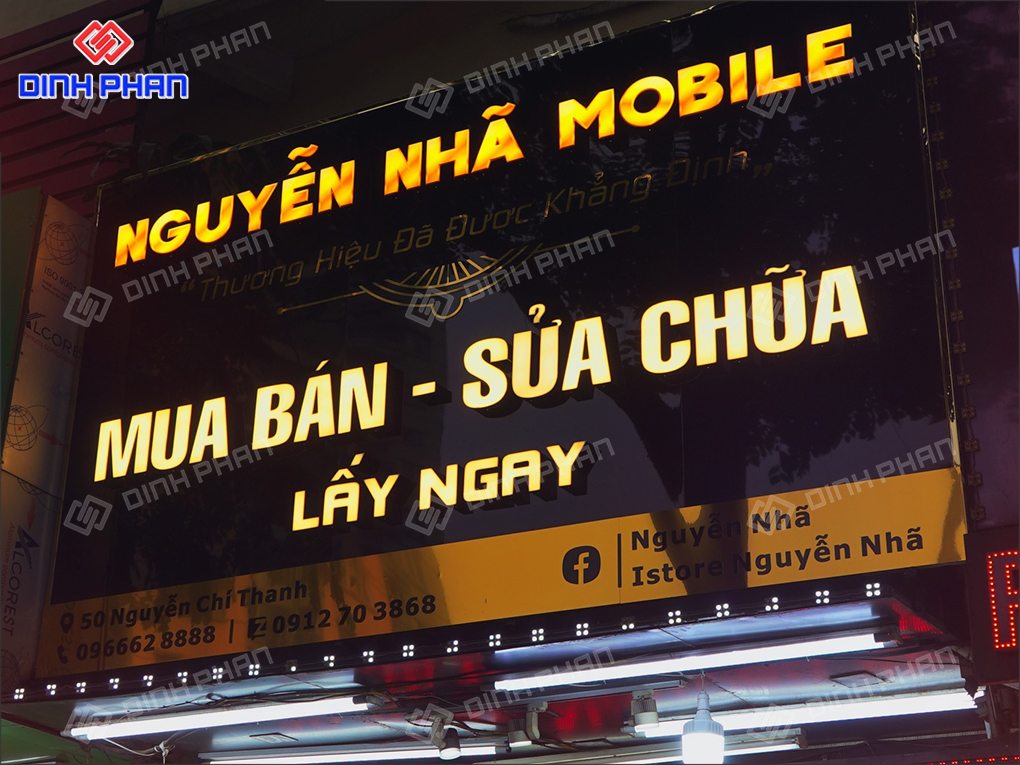 DINH PHAN
NGUYỄN NHÃ MOBILE
"Thương Hiệu Đã Được Khẳng Định"
MUA BÁN - SỬA CHỮA
LẤY NGAY
50 Nguyễn Chí Thanh
096662 8888 | Z 0912 70 3868
f | Nguyễn Nhã
Istore Nguyễn Nhã
ALCOREST